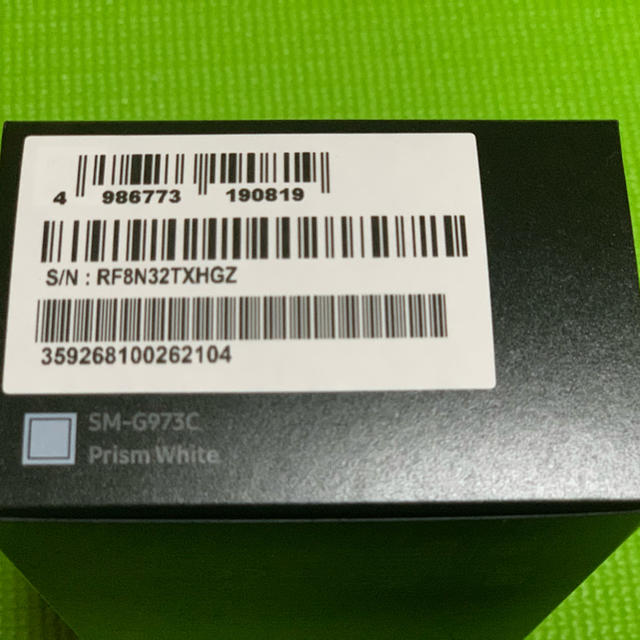 4 986773 190819
S/N : RF8N32TXHGZ
359268100262104
SM-G973C
Prism White